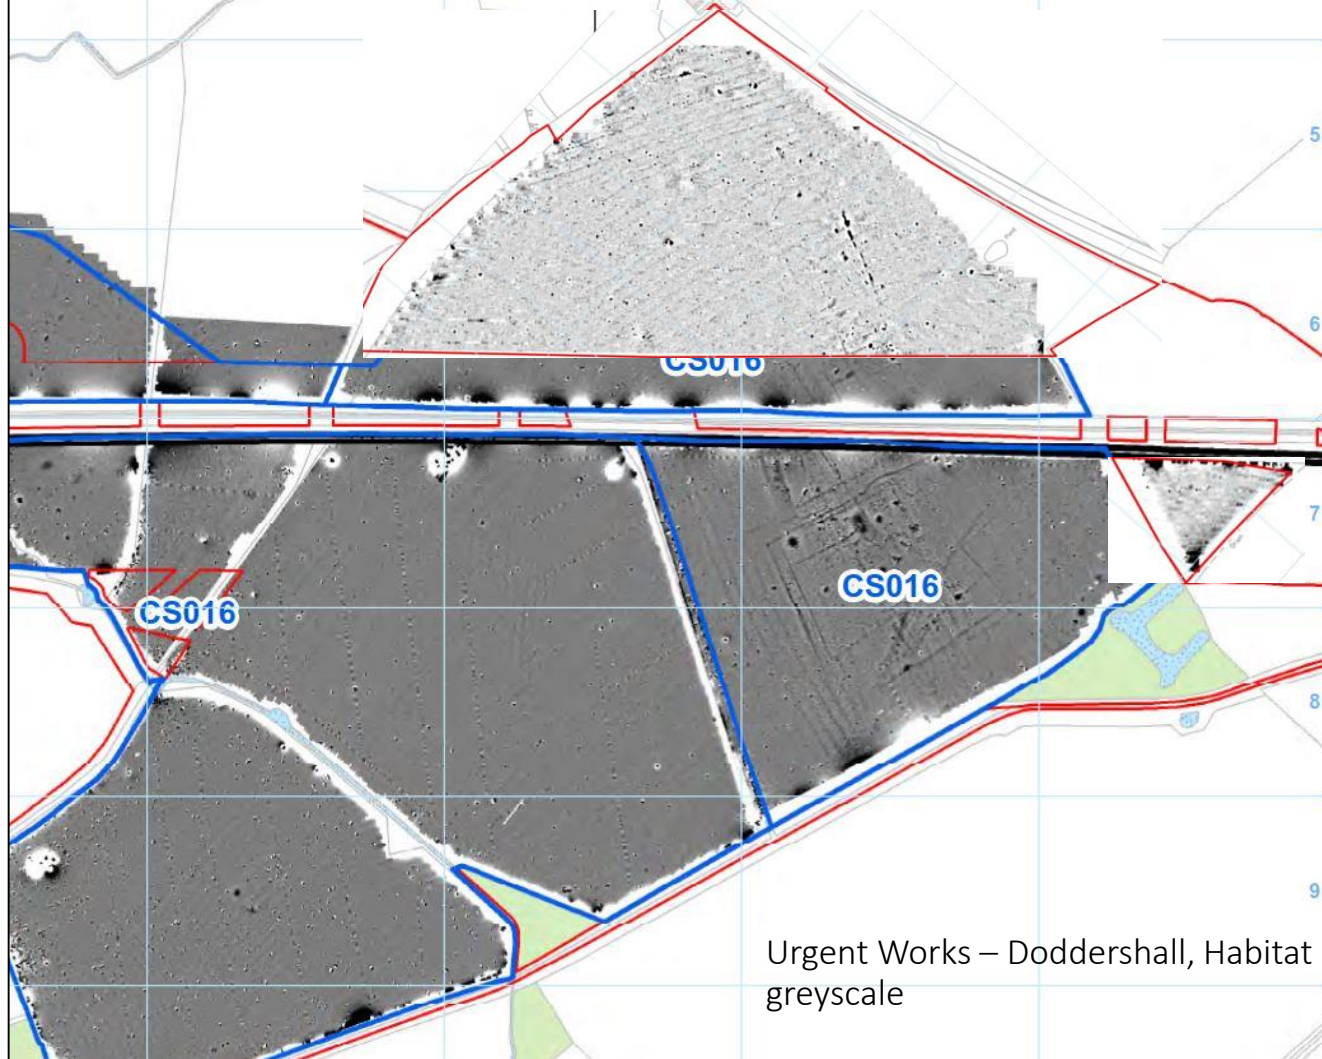 5
6
CS016
7
CS016
CS016
8
9
Urgent Works – Doddershall, Habitat
greyscale